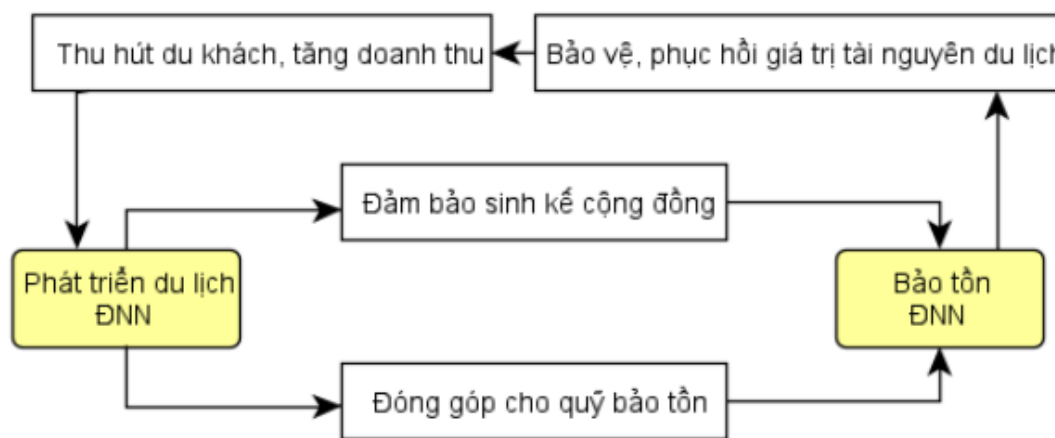 Thu hút du khách, tăng doanh thu
Bảo vệ, phục hồi giá trị tài nguyên du lịch
Đảm bảo sinh kế cộng đồng
Phát triển du lịch
ĐNN
Bảo tồn
ĐNN
Đóng góp cho quỹ bảo tồn